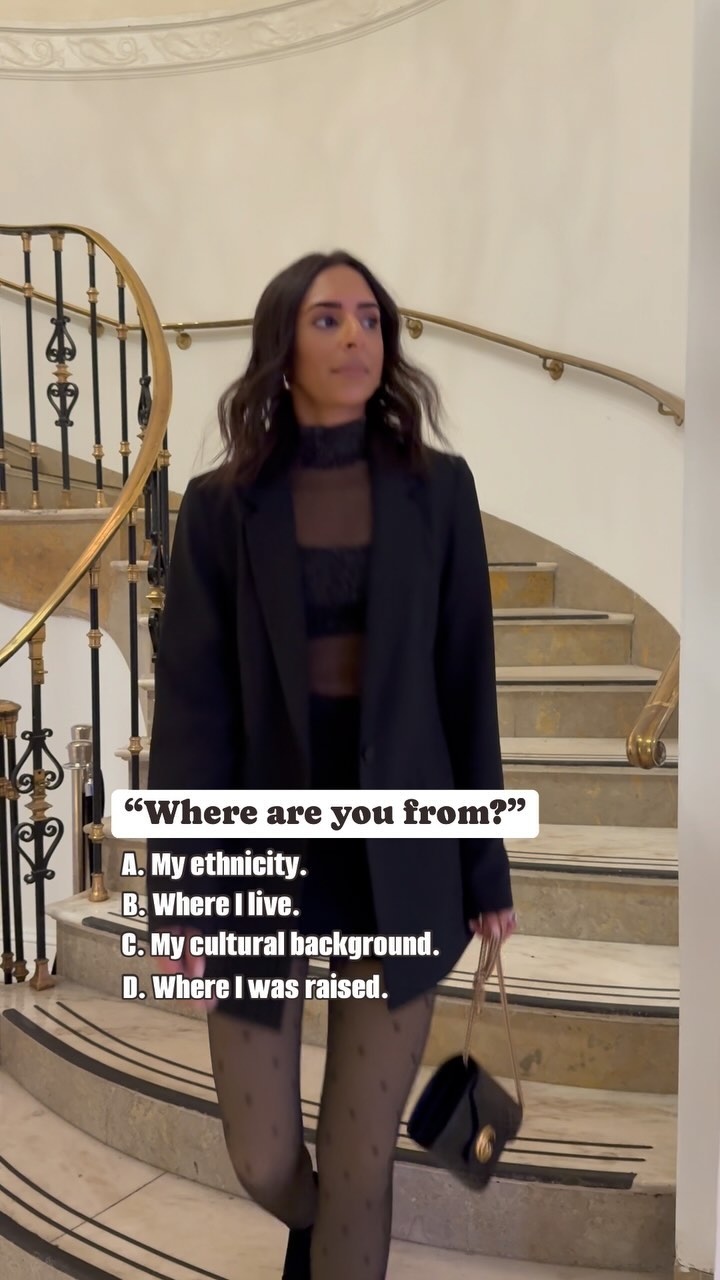 “Where are you from?”
A. My ethnicity.
B. Where I live.
C. My cultural background.
D. Where I was raised.